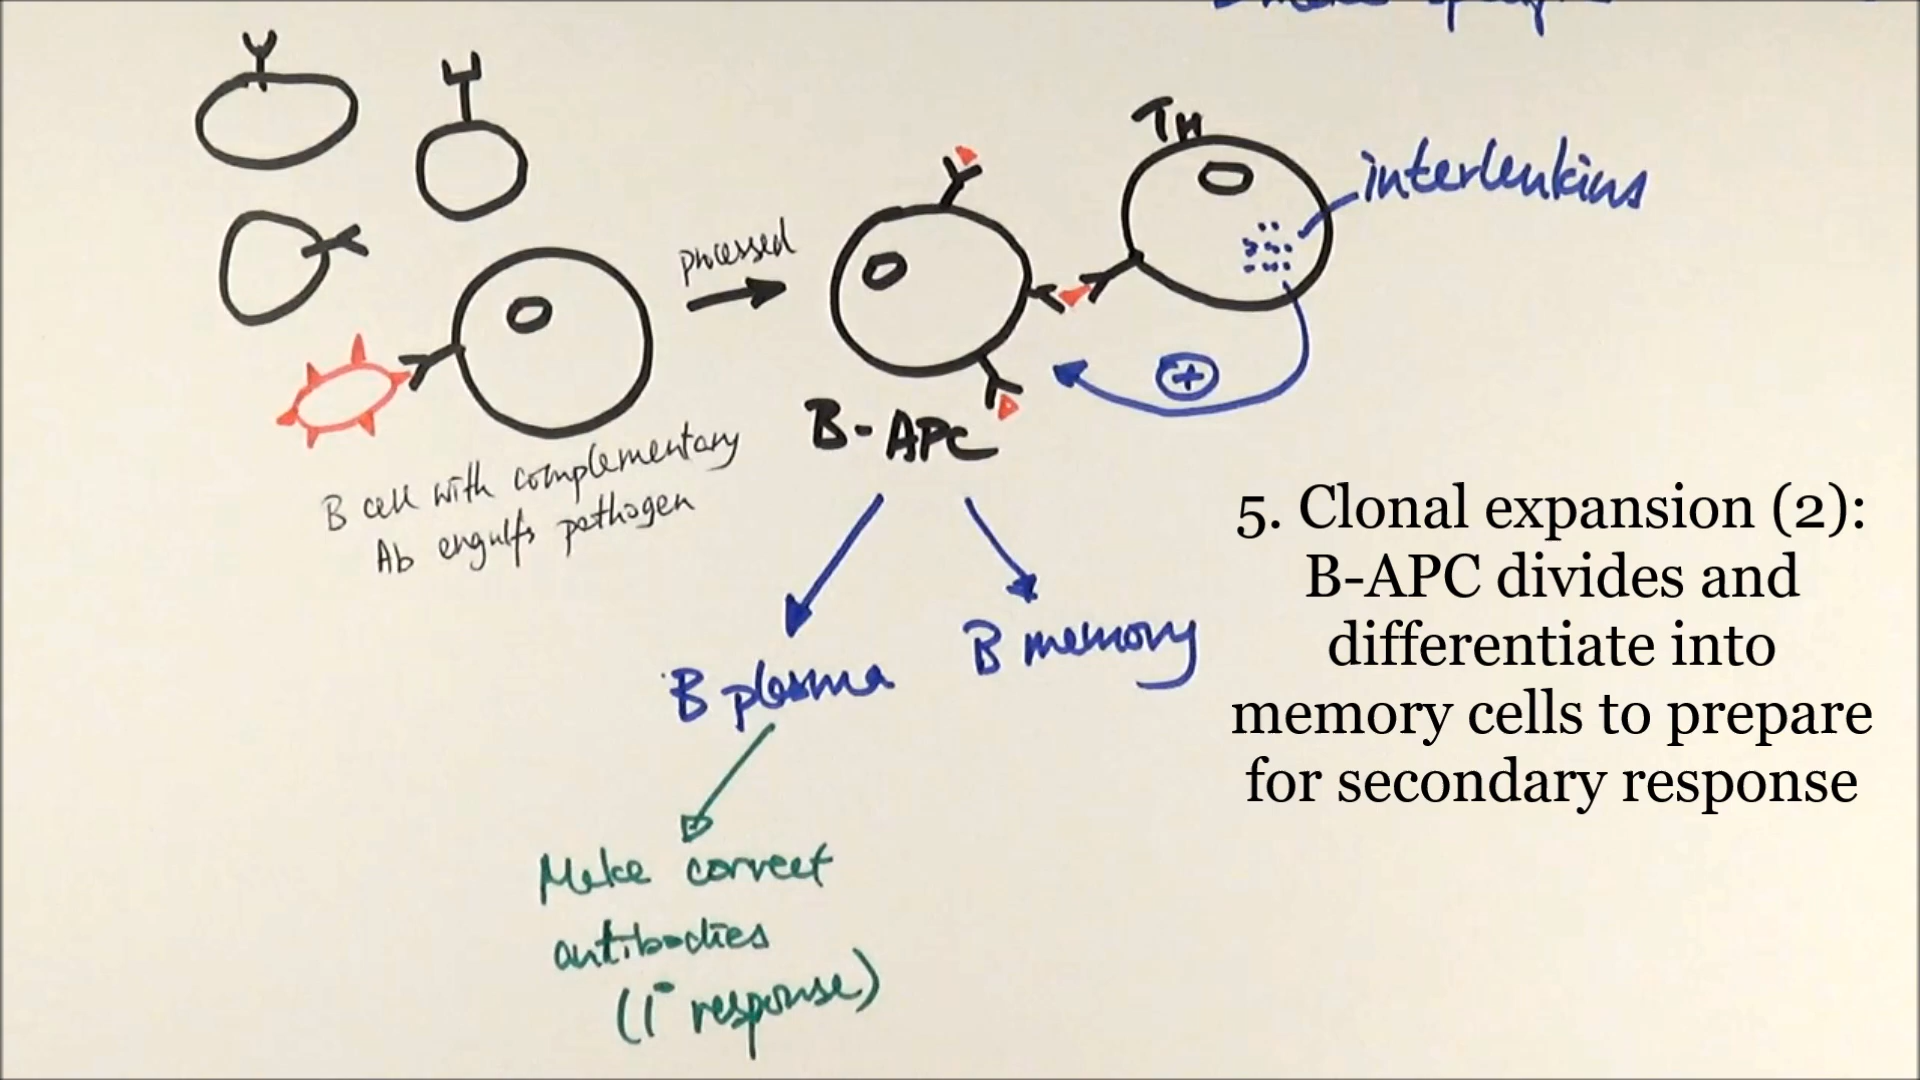 TH
interleukins
processed
B-APC
B cell with complementary
Ab engulfs pathogen
+
B plasma
B memory
Make correct
antibodies
(1° response)
5. Clonal expansion (2):
B-APC divides and
differentiate into
memory cells to prepare
for secondary response